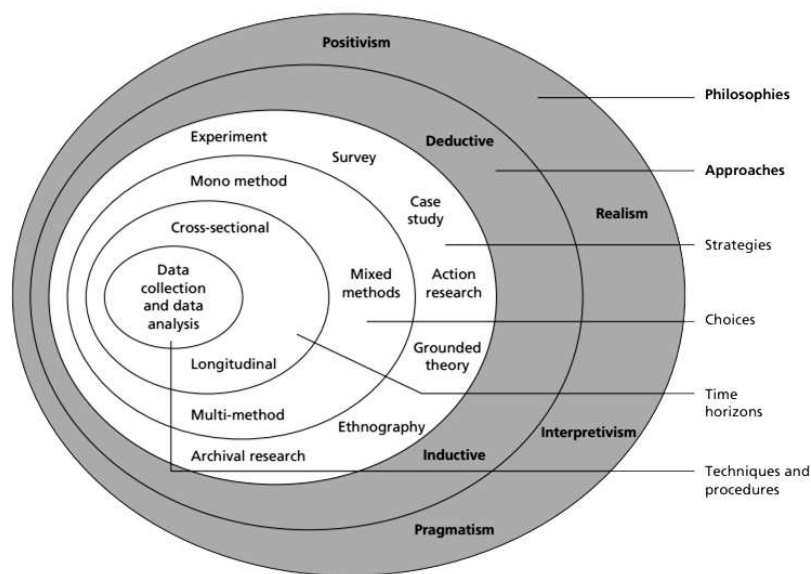 Positivism
Philosophies
Experiment
Deductive
Survey
Approaches
Mono method
Case
study
Realism
Cross-sectional
Strategies
Data
collection
and data
analysis
Mixed
methods
Action
research
Choices
Grounded
theory
Longitudinal
Time
horizons
Multi-method
Ethnography
Interpretivism
Archival research
Inductive
Techniques and
procedures
Pragmatism